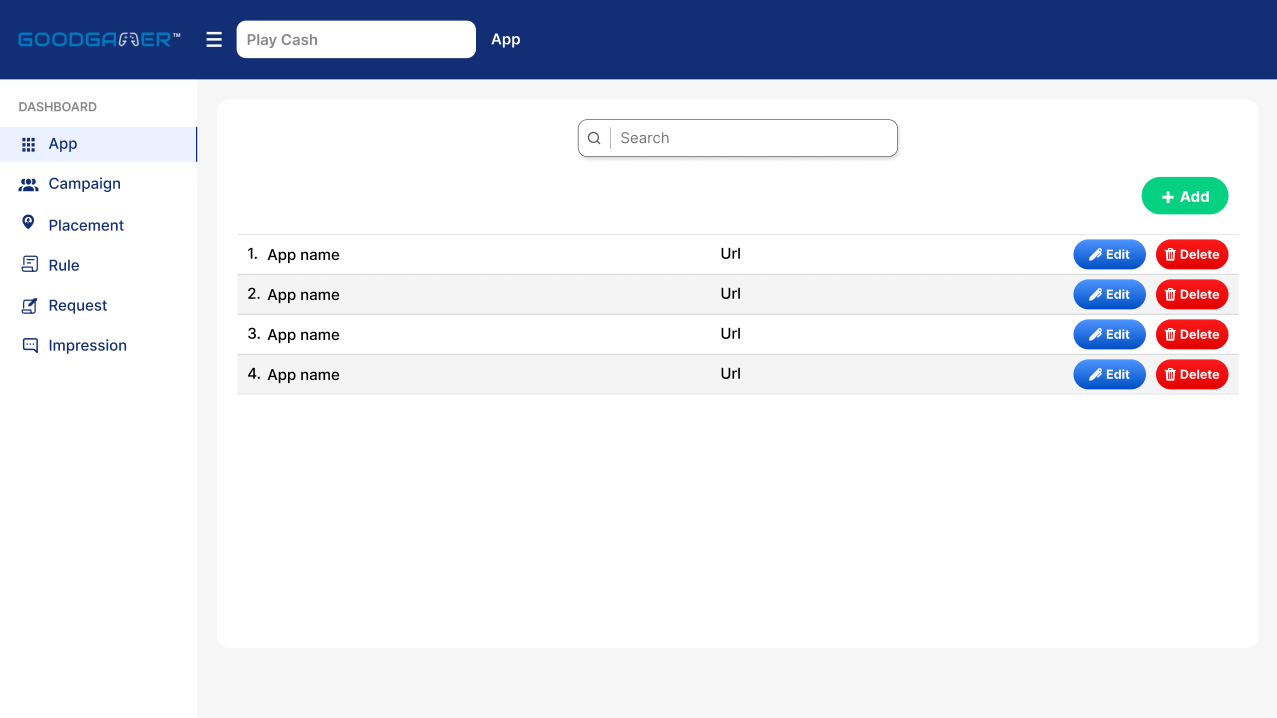 GOODGAMER™
Play Cash
App
DASHBOARD
App
Campaign
Placement
Rule
Request
Impression
Search
+ Add
1. App name Url Edit Delete
2. App name Url Edit Delete
3. App name Url Edit Delete
4. App name Url Edit Delete